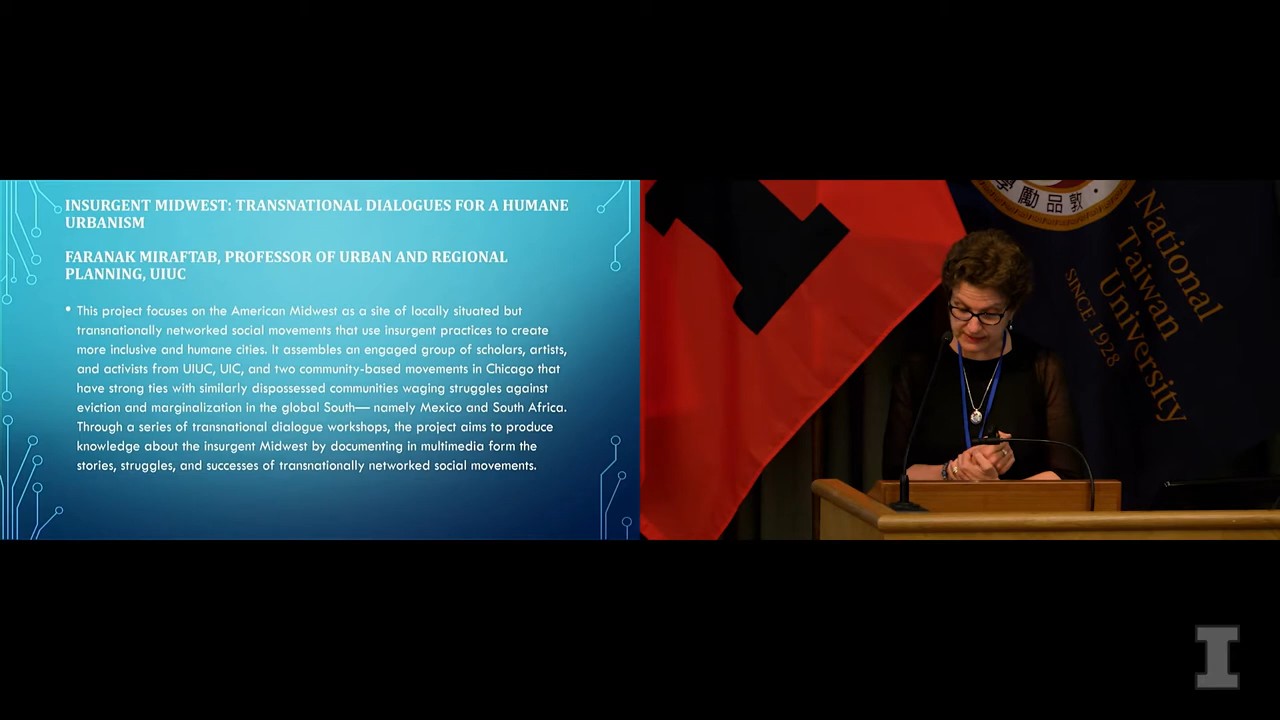 INSURGENT MIDWEST: TRANSNATIONAL DIALOGUES FOR A HUMANE
URBANISM
FARANAK MIRAFTAB, PROFESSOR OF URBAN AND REGIONAL
PLANNING, UIUC
• This project focuses on the American Midwest as a site of locally situated but
transnationally networked social movements that use insurgent practices to create
more inclusive and humane cities. It assembles an engaged group of scholars, artists,
and activists from UIUC, UIC, and two community-based movements in Chicago that
have strong ties with similarly dispossessed communities waging struggles against
eviction and marginalization in the global South— namely Mexico and South Africa.
Through a series of transnational dialogue workshops, the project aims to produce
knowledge about the insurgent Midwest by documenting in multimedia form the
stories, struggles, and successes of transnationally networked social movements.
學勵品敦
National
Taiwan
University
SINCE 1928
I